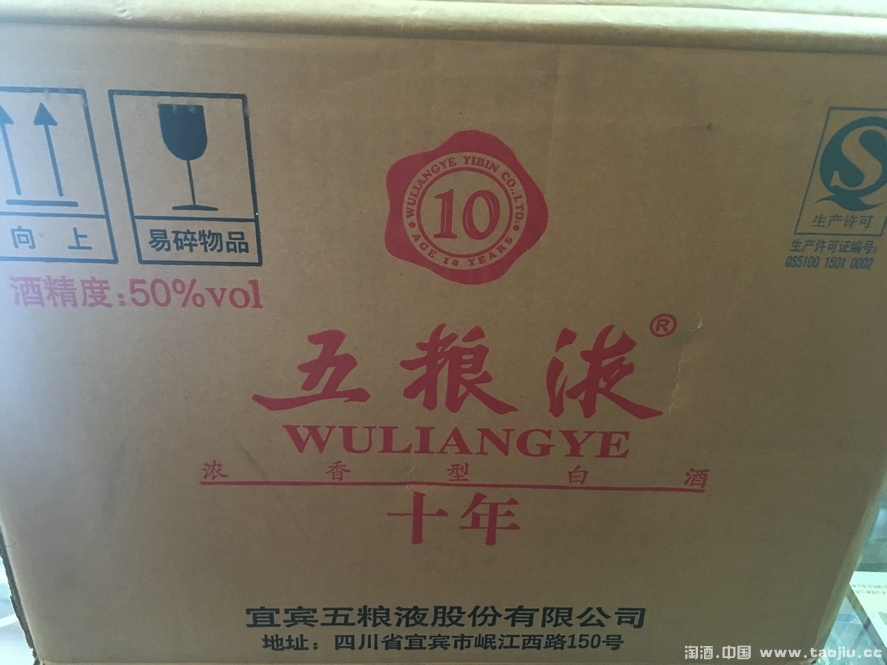 向上
易碎物品
酒精度:50%vol
WULIANGYE YIBIN CO.,LTD.
10
AGE 10 YEARS
生产许可
生产许可证编号:
QS5100 1501 0002
五粮液®
WULIANGYE
浓香型白酒
十年
宜宾五粮液股份有限公司
地址：四川省宜宾市岷江西路150号
淘酒.中国 www.taojiu.cc